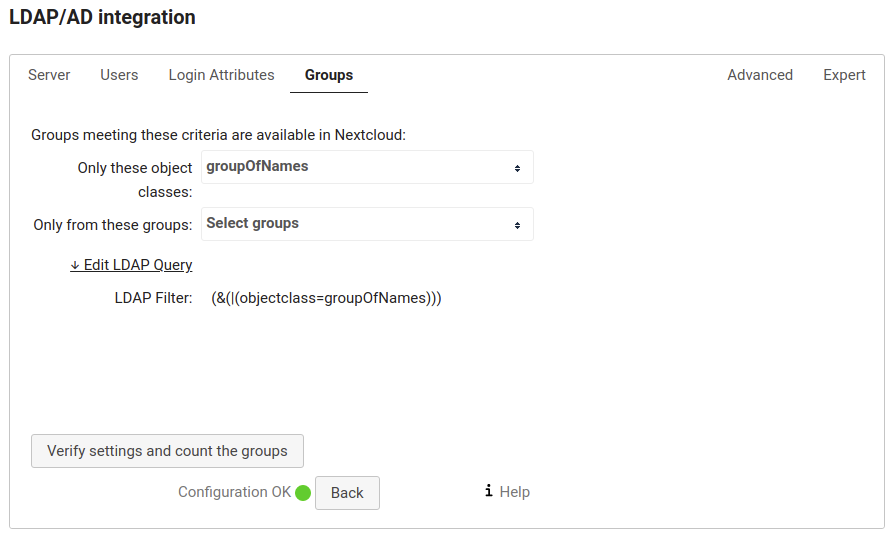 LDAP/AD integration
Server Users Login Attributes Groups Advanced Expert
Groups meeting these criteria are available in Nextcloud:
Only these object classes: groupOfNames
Only from these groups: Select groups
↓ Edit LDAP Query
LDAP Filter: (&(|(objectclass=groupOfNames)))
Verify settings and count the groups
Configuration OK Back i Help